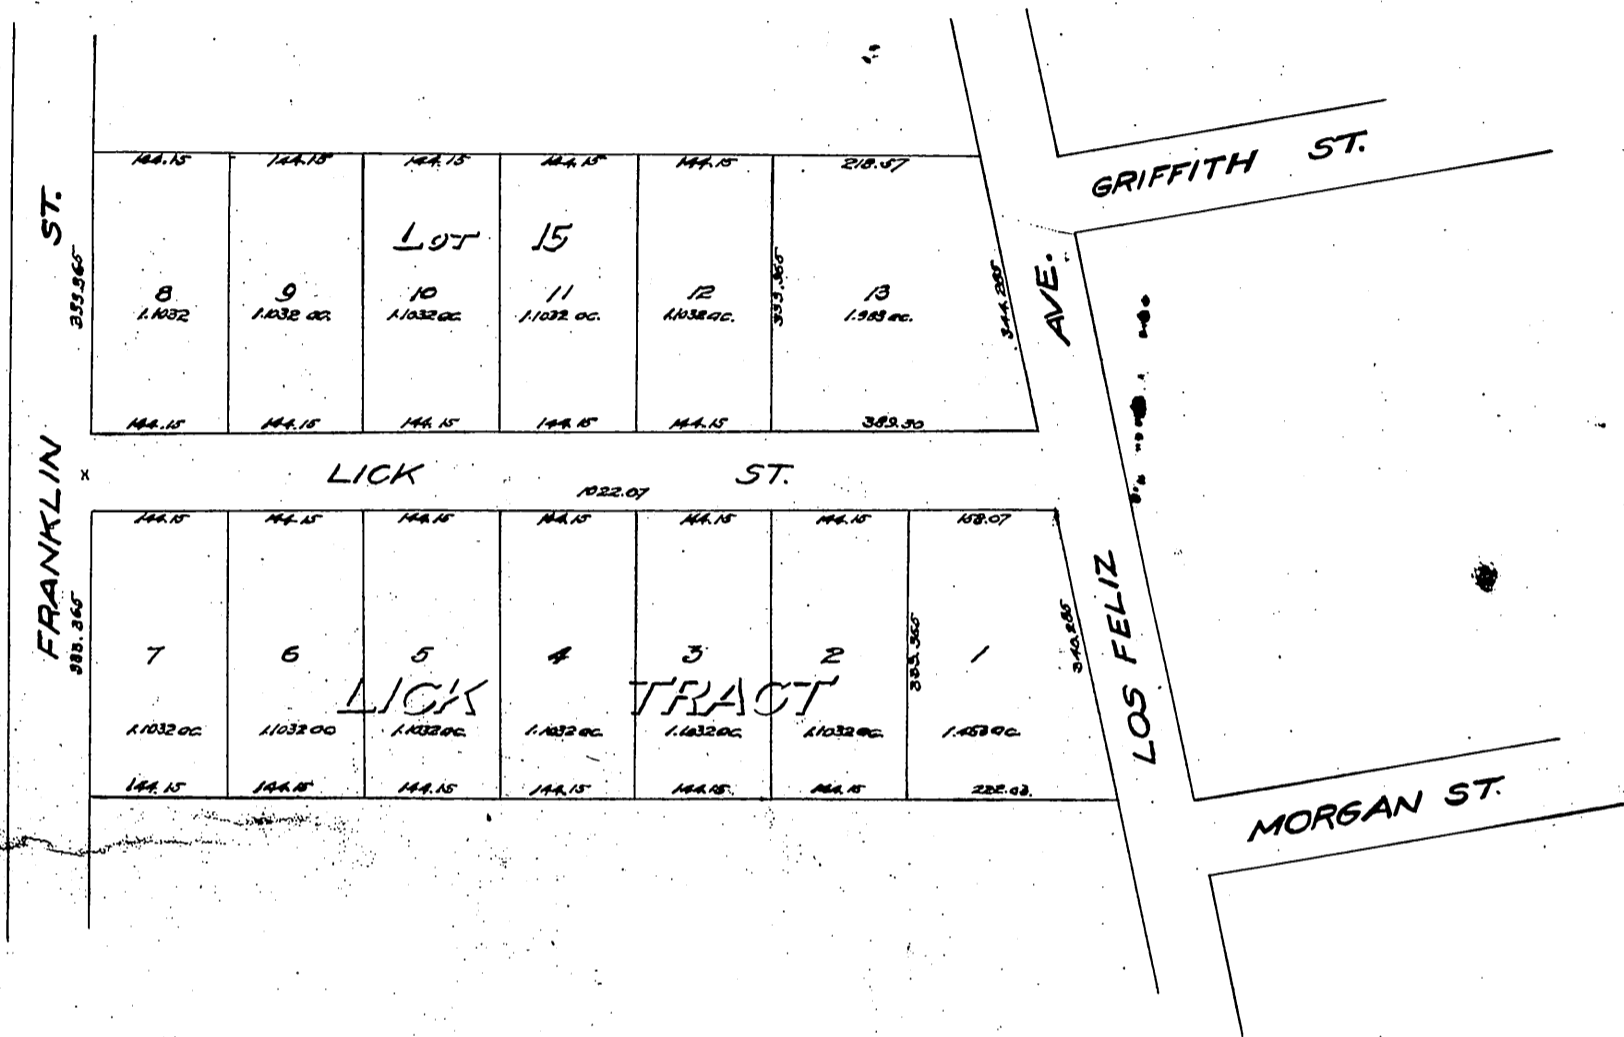 GRIFFITH ST.
144.15 144.15 144.15 144.15 144.15 218.57
FRANKLIN ST.
LOT 15
8 9 10 11 12 13
1.1032 1.1032 ac. 1.1032 ac. 1.1032 ac. 1.1032 ac.
344.285
LOS FELIZ AVE.
144.15 144.15 144.15 144.15 144.15
LICK ST.
x
1022.07
144.15 144.15 144.15 144.15 144.15 144.15 158.07
7 6 5 4 3 2 1
340.285
LICK TRACT
1.1032 ac 1.1032 ac 1.1032 ac 1.1032 ac 1.1032 ac 1.1032 ac
144.15 144.15 144.15 144.15 144.15 144.15
MORGAN ST.